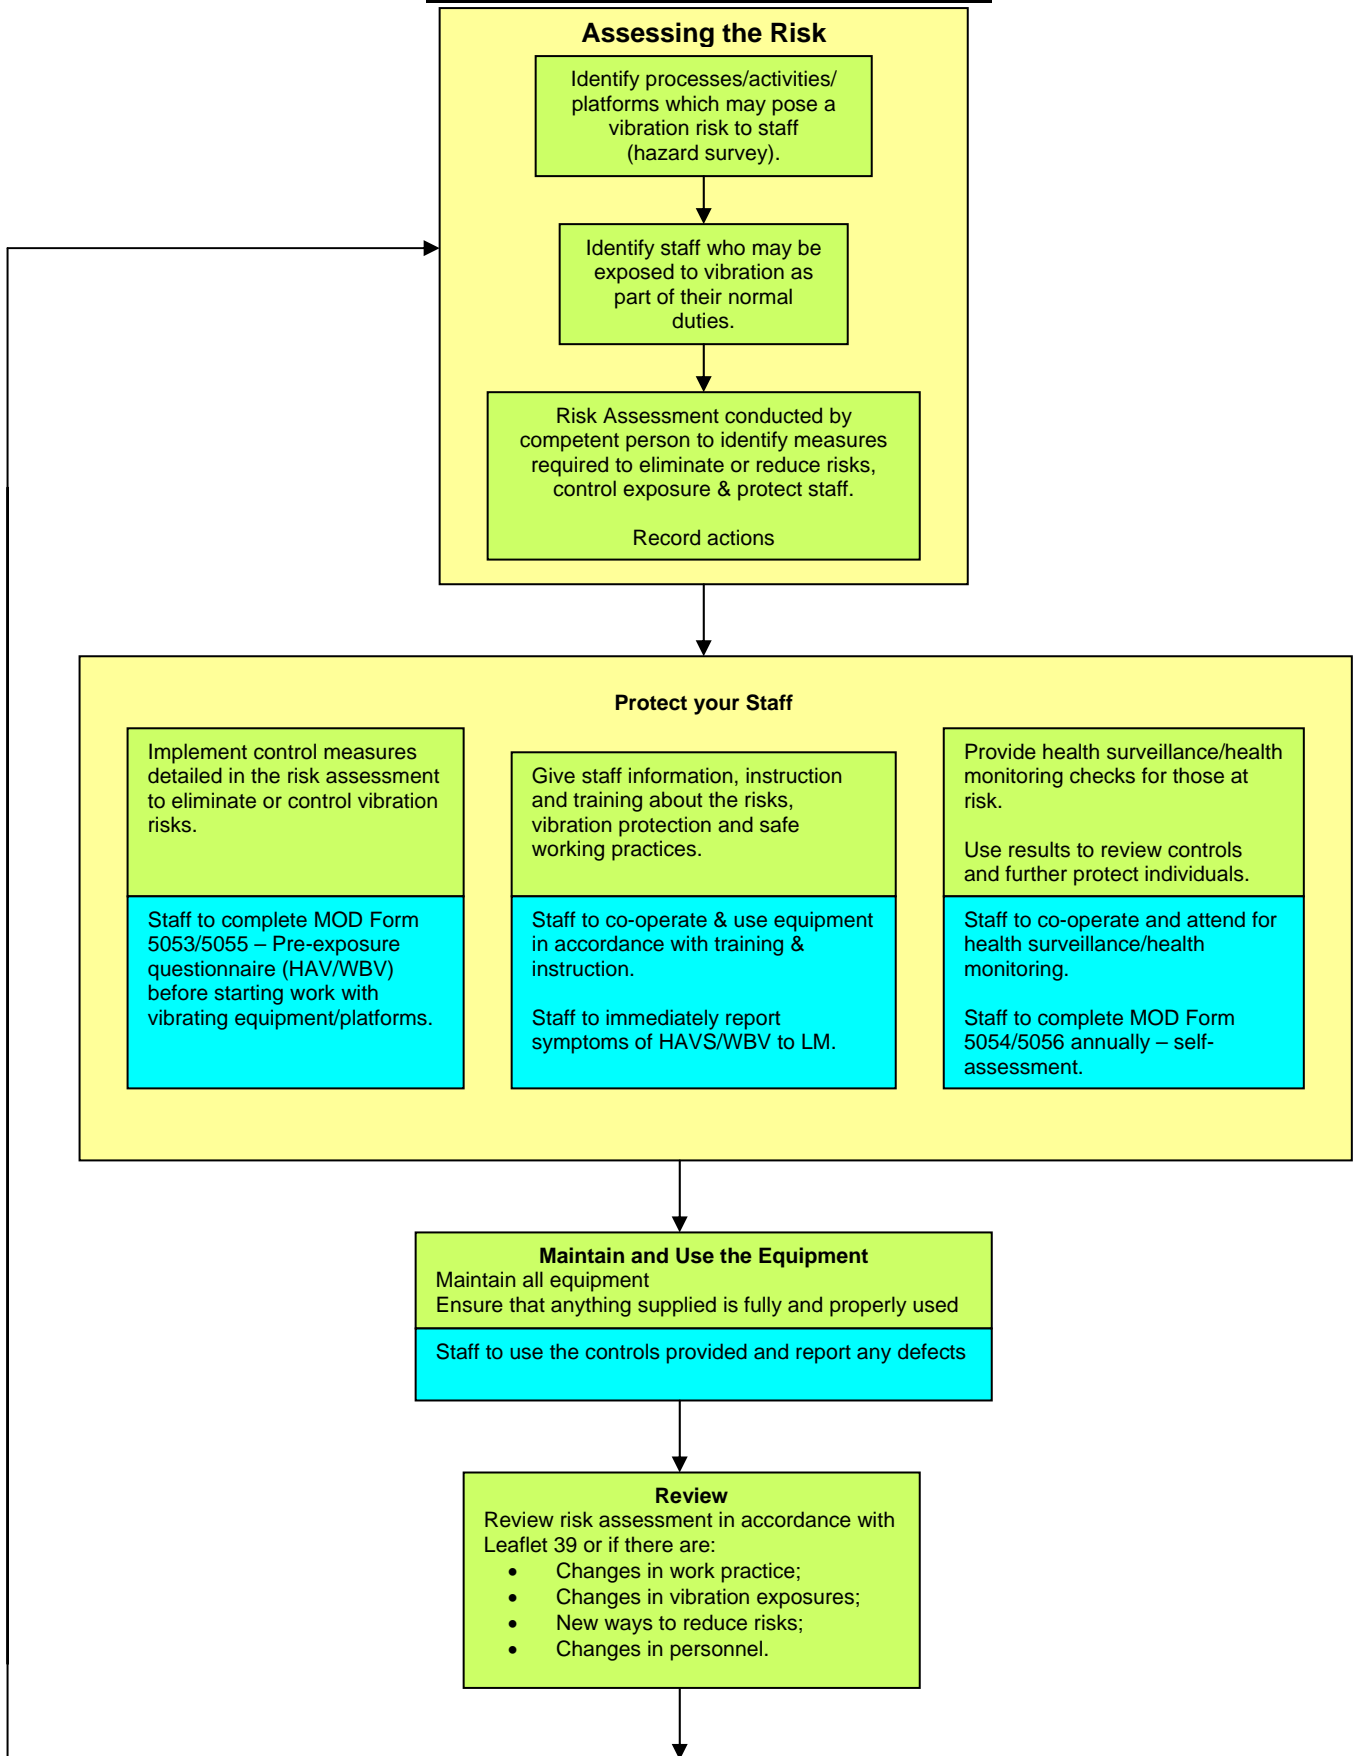 Assessing the Risk
Identify processes/activities/
platforms which may pose a
vibration risk to staff
(hazard survey).
Identify staff who may be
exposed to vibration as
part of their normal
duties.
Risk Assessment conducted by
competent person to identify measures
required to eliminate or reduce risks,
control exposure & protect staff.
Record actions
Protect your Staff
Implement control measures
detailed in the risk assessment
to eliminate or control vibration
risks.
Staff to complete MOD Form
5053/5055 – Pre-exposure
questionnaire (HAV/WBV)
before starting work with
vibrating equipment/platforms.
Give staff information, instruction
and training about the risks,
vibration protection and safe
working practices.
Staff to co-operate & use equipment
in accordance with training &
instruction.
Staff to immediately report
symptoms of HAVS/WBV to LM.
Provide health surveillance/health
monitoring checks for those at
risk.
Use results to review controls
and further protect individuals.
Staff to co-operate and attend for
health surveillance/health
monitoring.
Staff to complete MOD Form
5054/5056 annually – self-
assessment.
Maintain and Use the Equipment
Maintain all equipment
Ensure that anything supplied is fully and properly used
Staff to use the controls provided and report any defects
Review
Review risk assessment in accordance with
Leaflet 39 or if there are:
• Changes in work practice;
• Changes in vibration exposures;
• New ways to reduce risks;
• Changes in personnel.